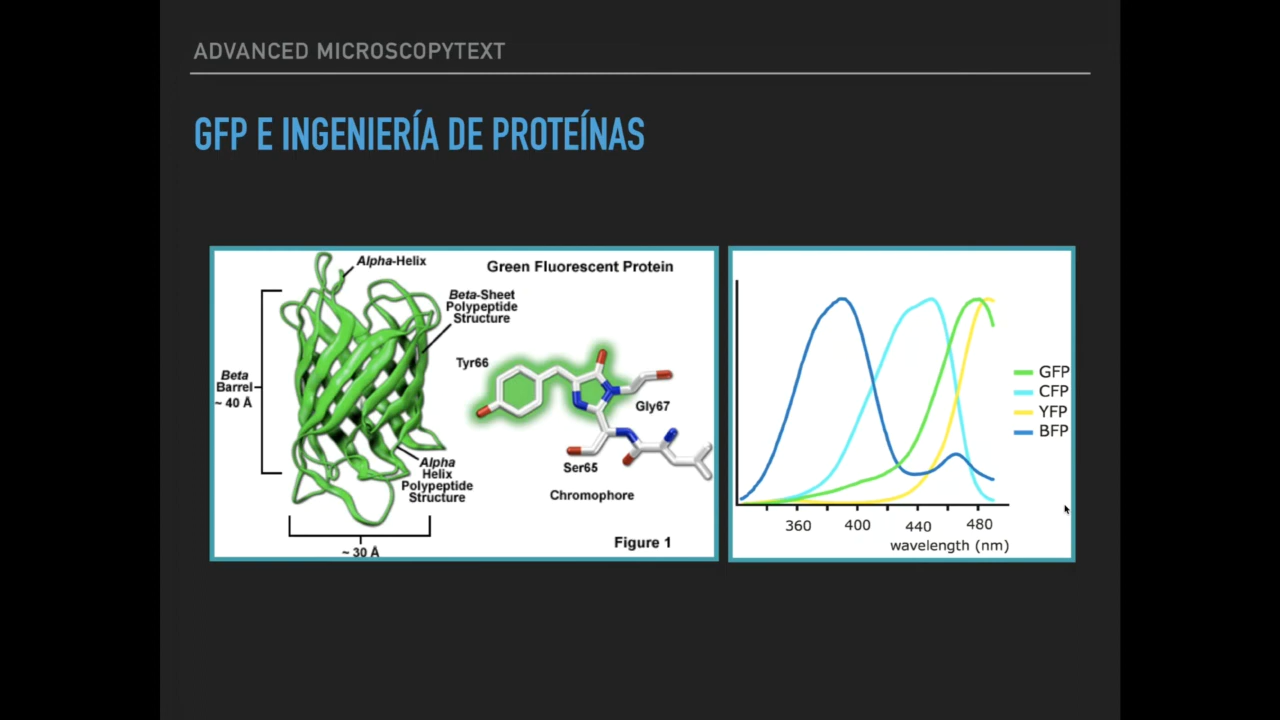 ADVANCED MICROSCOPYTEXT
GFP E INGENIERÍA DE PROTEÍNAS
Alpha-Helix
Green Fluorescent Protein
Beta-Sheet
Polypeptide
Structure
Tyr66
Beta
Barrel
~ 40 Å
Gly67
Ser65
Alpha
Helix
Polypeptide
Structure
Chromophore
Figure 1
~ 30 Å
GFP
CFP
YFP
BFP
360 400 440 480
wavelength (nm)